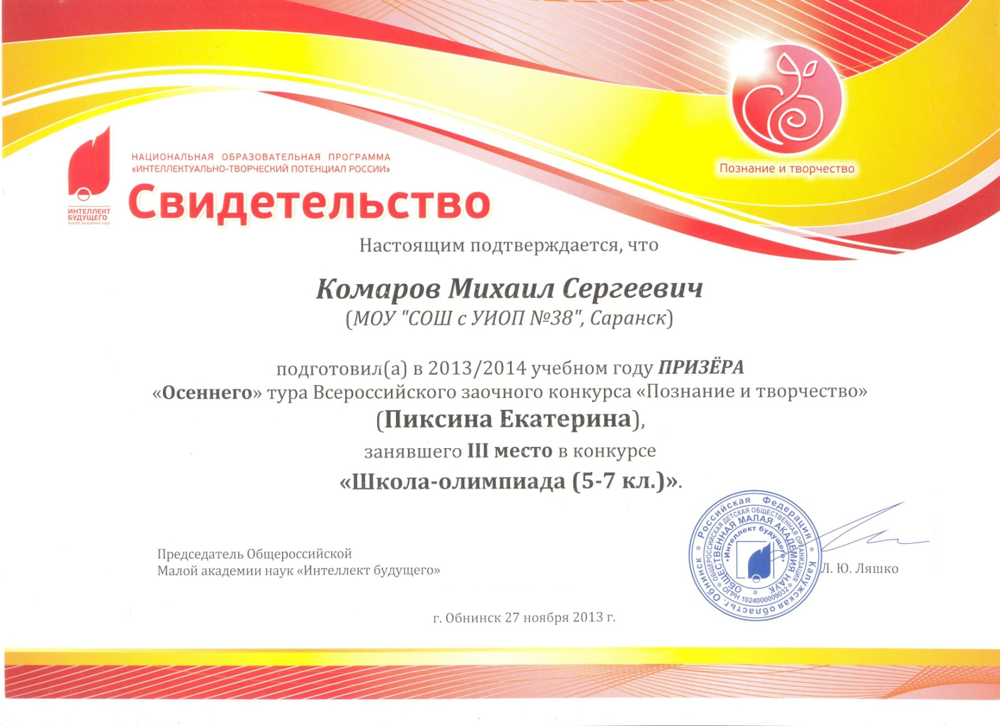 НАЦИОНАЛЬНАЯ ОБРАЗОВАТЕЛЬНАЯ ПРОГРАММА
«ИНТЕЛЛЕКТУАЛЬНО-ТВОРЧЕСКИЙ ПОТЕНЦИАЛ РОССИИ»
Свидетельство
ИНТЕЛЛЕКТ
БУДУЩЕГО
малая академия наук
Познание и творчество
Настоящим подтверждается, что
Комаров Михаил Сергеевич
(МОУ "СОШ с УИОП №38", Саранск)
подготовил(а) в 2013/2014 учебном году ПРИЗЁРА
«Осеннего» тура Всероссийского заочного конкурса «Познание и творчество»
(Пиксина Екатерина),
занявшего III место в конкурсе
«Школа-олимпиада (5-7 кл.)».
Председатель Общероссийской
Малой академии наук «Интеллект будущего»
Российская Федерация * Калужская область г. Обнинск *
ОБЩЕРОССИЙСКАЯ ДЕТСКАЯ ОБЩЕСТВЕННАЯ ОРГАНИЗАЦИЯ * ОГРН 1024000009032 *
ОБЩЕСТВЕННАЯ МАЛАЯ АКАДЕМИЯ НАУК *
•Интеллект будущего•
Л. Ю. Ляшко
г. Обнинск 27 ноября 2013 г.